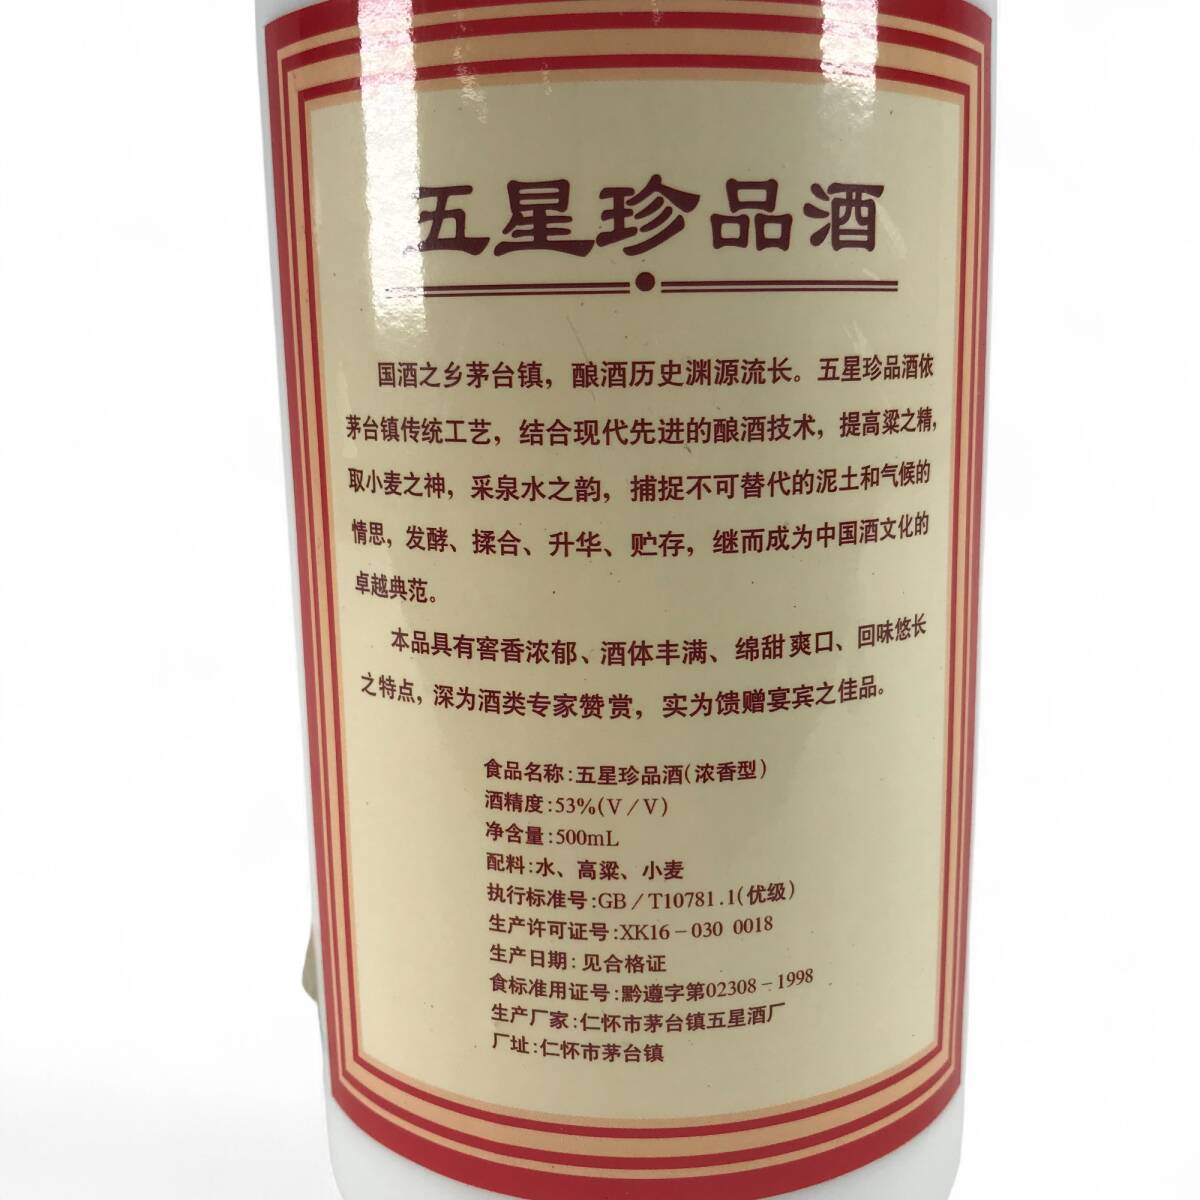 五星珍品酒
国酒之乡茅台镇，酿酒历史渊源流长。五星珍品酒依
茅台镇传统工艺，结合现代先进的酿酒技术，提高粱之精，
取小麦之神，采泉水之韵，捕捉不可替代的泥土和气候的
情思，发酵、揉合、升华、贮存，继而成为中国酒文化的
卓越典范。
本品具有窖香浓郁、酒体丰满、绵甜爽口、回味悠长
之特点，深为酒类专家赞赏，实为馈赠宴宾之佳品。
食品名称:五星珍品酒(浓香型)
酒精度:53%(V/V)
净含量:500mL
配料:水、高粱、小麦
执行标准号:GB/T10781.1(优级)
生产许可证号:XK16-030 0018
生产日期:见合格证
食标准用证号:黔遵字第02308-1998
生产厂家:仁怀市茅台镇五星酒厂
厂址:仁怀市茅台镇